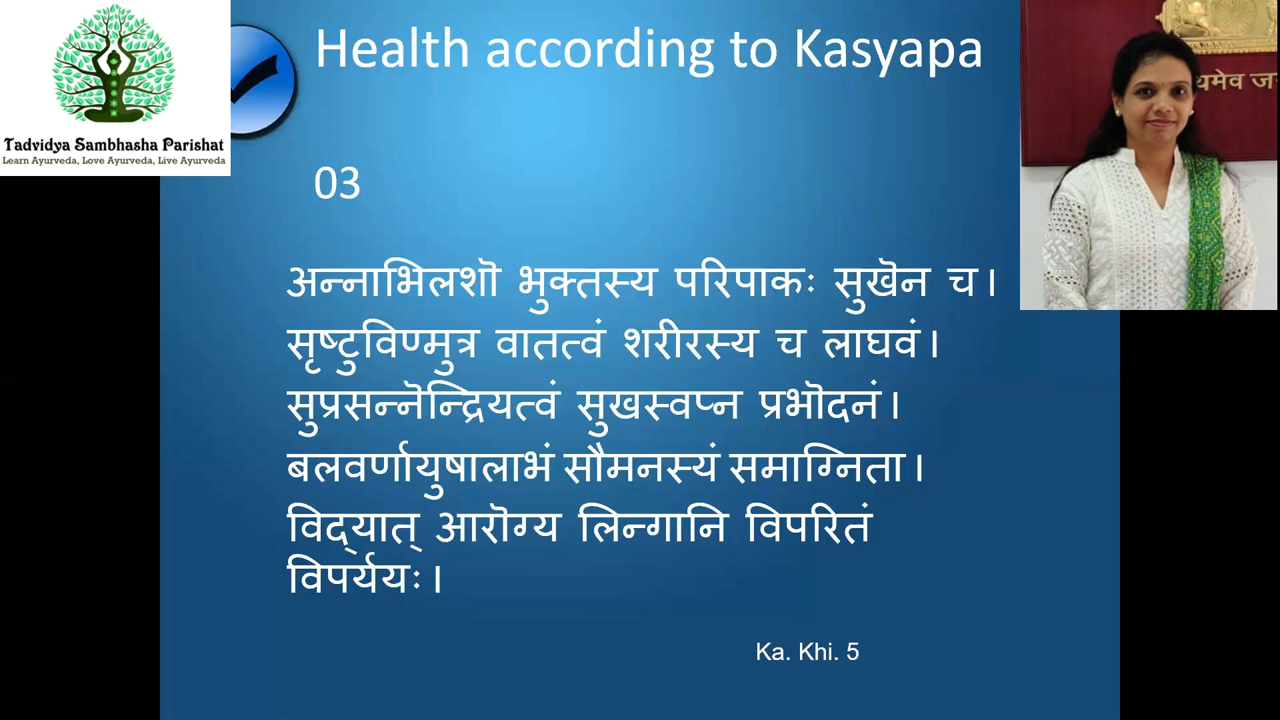 Health according to Kasyapa
03
अन्नाभिलशॊ भुक्तस्य परिपाकः सुखॆन च।
सृष्टुविण्मुत्र वातत्वं शरीरस्य च लाघवं।
सुप्रसन्नॆन्द्रियत्वं सुखस्वप्न प्रभॊदनं।
बलवर्णायुषालाभं सौमनस्यं समाग्निता।
विद्‌यात् आरॊग्य लिन्गानि विपरितं
विपर्ययः।
Ka. Khi. 5
Tadvidya Sambhasha Parishat
Learn Ayurveda, Love Ayurveda, Live Ayurveda